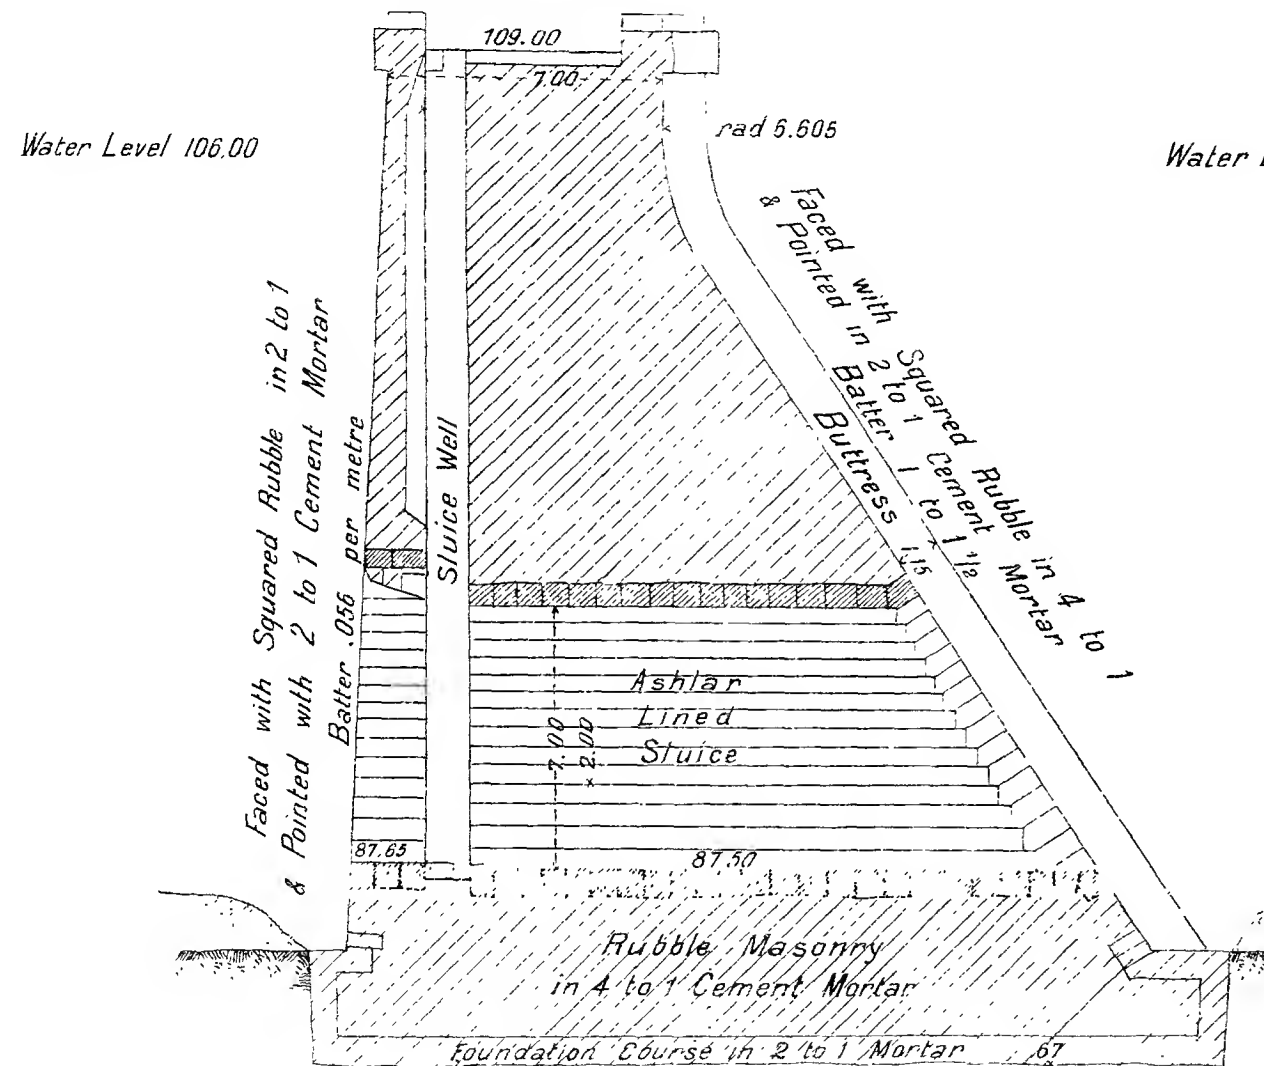 109.00
7.00
rad 6.605
Water Level 106.00
Water
Faced with Squared Rubble in 4 to 1
& Pointed in 2 to 1 Cement Mortar
Batter 1 to 1 1/2
Buttress 1.15 ×
Faced with Squared Rubble in 2 to 1
& Pointed with 2 to 1 Cement Mortar
Batter .056 per metre
Sluice Well
Ashlar
Lined
Sluice
7.00
× 2.00
87.65
87.50
Rubble Masonry
in 4 to 1 Cement Mortar
Foundation Course in 2 to 1 Mortar
.67